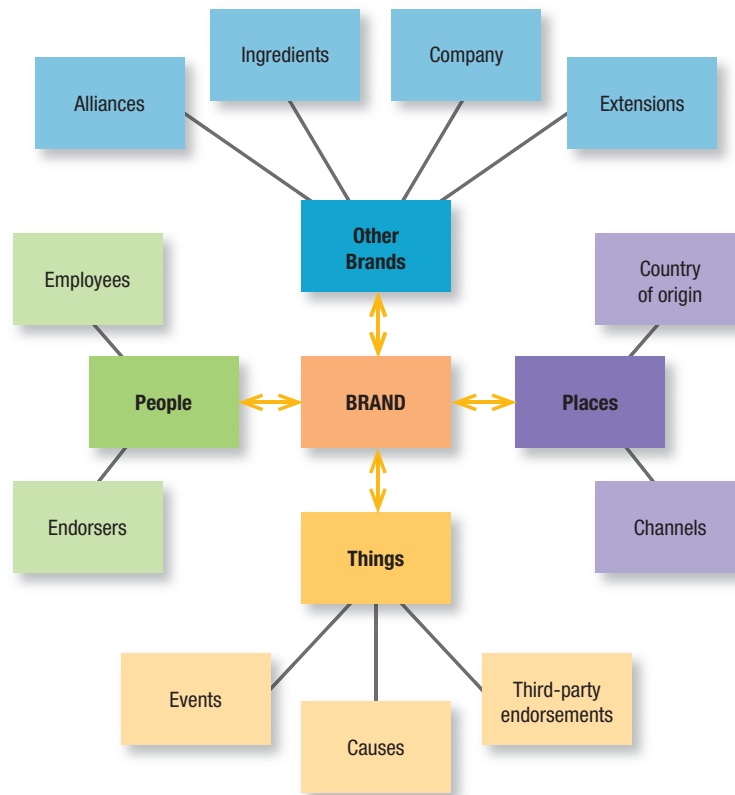 Ingredients
Company
Alliances
Extensions
Other
Brands
Employees
Country
of origin
People
BRAND
Places
Endorsers
Channels
Things
Events
Third-party
endorsements
Causes